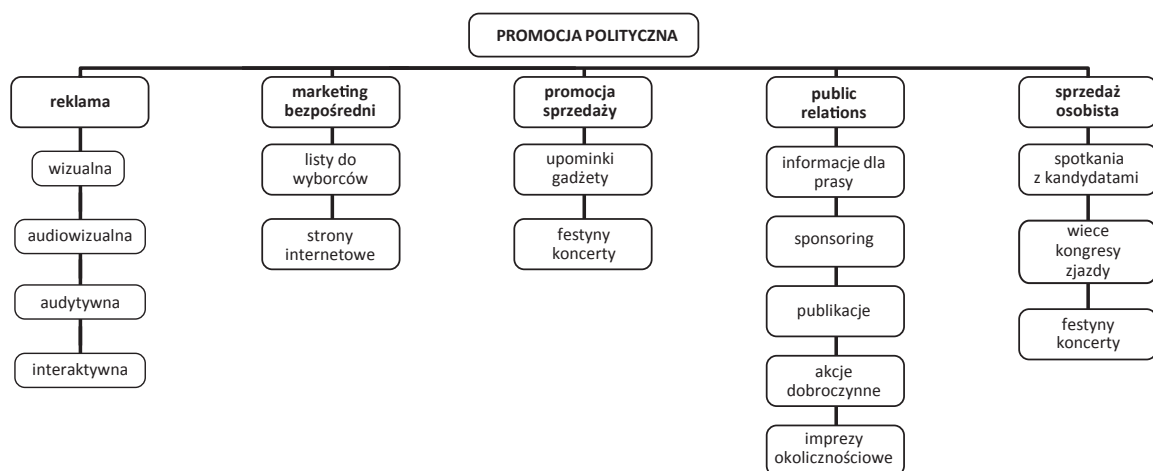 PROMOCJA POLITYCZNA
reklama
wizualna
audiowizualna
audytywna
interaktywna
marketing
bezpośredni
listy do
wyborców
strony
internetowe
promocja
sprzedaży
upominki
gadżety
festyny
koncerty
public
relations
informacje dla
prasy
sponsoring
publikacje
akcje
dobroczynne
imprezy
okolicznościowe
sprzedaż
osobista
spotkania
z kandydatami
wiece
kongresy
zjazdy
festyny
koncerty